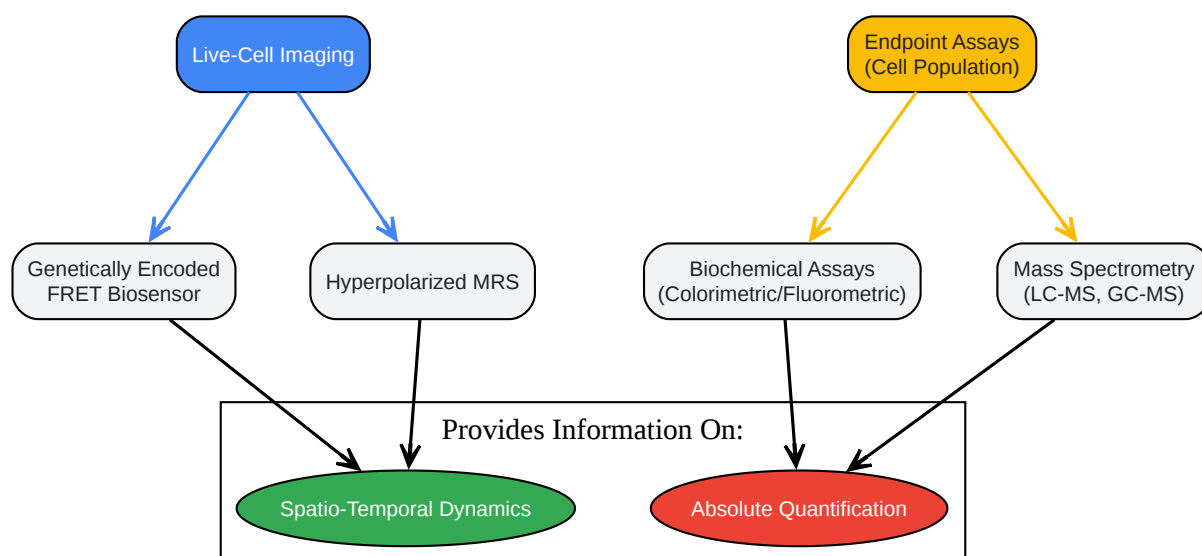 Live-Cell Imaging
Endpoint Assays
(Cell Population)
Genetically Encoded
FRET Biosensor
Hyperpolarized MRS
Biochemical Assays
(Colorimetric/Fluorometric)
Mass Spectrometry
(LC-MS, GC-MS)
Provides Information On:
Spatio-Temporal Dynamics
Absolute Quantification